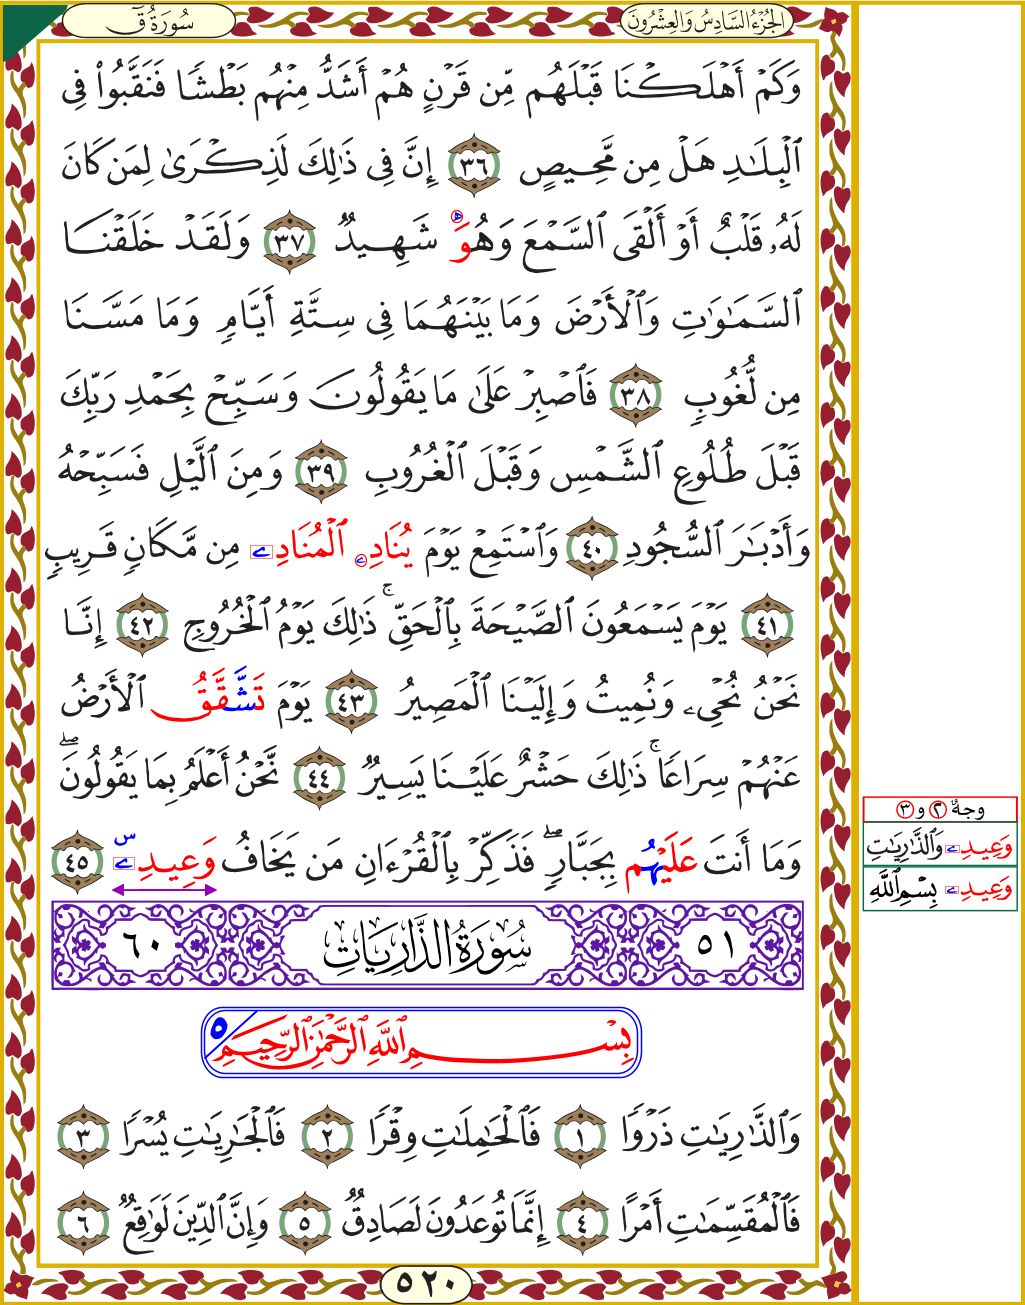 الجُزْءُ السَّادِسُ وَالْعِشْرُونَ
سُورَةُ قٓ
وَكَمْ أَهْلَكْنَا قَبْلَهُم مِّن قَرْنٍ هُمْ أَشَدُّ مِنْهُم بَطْشًا فَنَقَّبُوا۟ فِى
ٱلْبِلَـٰدِ هَلْ مِن مَّحِيصٍ ٣٦ إِنَّ فِى ذَٰلِكَ لَذِكْرَىٰ لِمَن كَانَ
لَهُۥ قَلْبٌ أَوْ أَلْقَى ٱلسَّمْعَ وَهُوَ شَهِيدٌ ٣٧ وَلَقَدْ خَلَقْنَا
ٱلسَّمَـٰوَٰتِ وَٱلْأَرْضَ وَمَا بَيْنَهُمَا فِى سِتَّةِ أَيَّامٍ وَمَا مَسَّنَا
مِن لُّغُوبٍ ٣٨ فَٱصْبِرْ عَلَىٰ مَا يَقُولُونَ وَسَبِّحْ بِحَمْدِ رَبِّكَ
قَبْلَ طُلُوعِ ٱلشَّمْسِ وَقَبْلَ ٱلْغُرُوبِ ٣٩ وَمِنَ ٱلَّيْلِ فَسَبِّحْهُ
وَأَدْبَـٰرَ ٱلسُّجُودِ ٤٠ وَٱسْتَمِعْ يَوْمَ يُنَادِ ے ٱلْمُنَادِ ے مِن مَّكَانٍ قَرِيبٍ
٤١ يَوْمَ يَسْمَعُونَ ٱلصَّيْحَةَ بِٱلْحَقِّ ۚ ذَٰلِكَ يَوْمُ ٱلْخُرُوجِ ٤٢ إِنَّا
نَحْنُ نُحْىِۦ وَنُمِيتُ وَإِلَيْنَا ٱلْمَصِيرُ ٤٣ يَوْمَ تَشَّقَّقُ ٱلْأَرْضُ
عَنْهُمْ سِرَاعًا ۚ ذَٰلِكَ حَشْرٌ عَلَيْنَا يَسِيرٌ ٤٤ نَّحْنُ أَعْلَمُ بِمَا يَقُولُونَ ۖ
وَمَا أَنتَ عَلَيْهُم بِجَبَّارٍ ۖ فَذَكِّرْ بِٱلْقُرْءَانِ مَن يَخَافُ وَعِيدِ ے س ٤٥
٥١ سُورَةُ الذَّارِيَاتِ ٦٠
بِسْمِ ٱللَّهِ ٱلرَّحْمَـٰنِ ٱلرَّحِيمِ ٥
وَٱلذَّٰرِيَـٰتِ ذَرْوًا ١ فَٱلْحَـٰمِلَـٰتِ وِقْرًا ٢ فَٱلْجَـٰرِيَـٰتِ يُسْرًا ٣
فَٱلْمُقَسِّمَـٰتِ أَمْرًا ٤ إِنَّمَا تُوعَدُونَ لَصَادِقٌ ٥ وَإِنَّ ٱلدِّينَ لَوَٰقِعٌ ٦
٥٢٠
وجهٌ ٢ و ٣
وَعِيدِ ے وَٱلذَّٰرِيَـٰتِ
وَعِيدِ ے بِسْمِ ٱللَّهِ